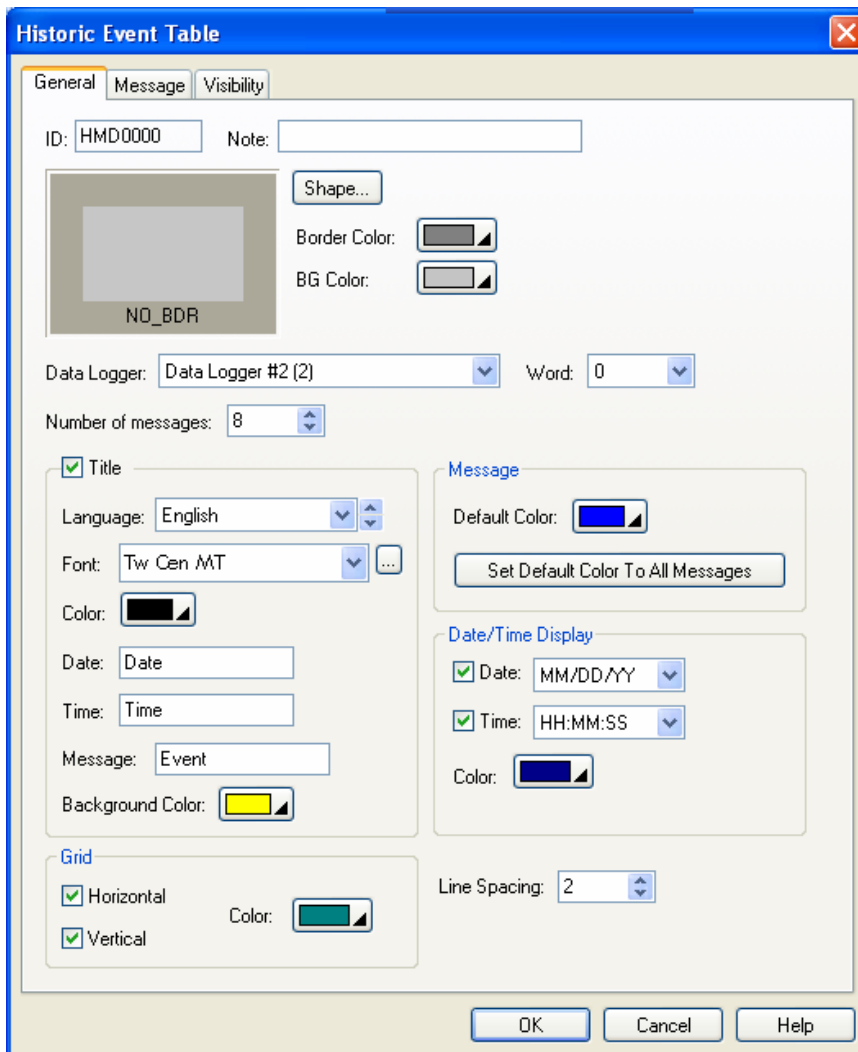 Historic Event Table
General Message Visibility
ID: HMD0000 Note:
Shape...
Border Color:
BG Color:
NO_BDR
Data Logger: Data Logger #2 (2) Word: 0
Number of messages: 8
Title
Language: English
Font: Tw Cen MT ...
Color:
Date: Date
Time: Time
Message: Event
Background Color:
Message
Default Color:
Set Default Color To All Messages
Date/Time Display
Date: MM/DD/YY
Time: HH:MM:SS
Color:
Grid
Horizontal
Vertical
Color:
Line Spacing: 2
OK Cancel Help